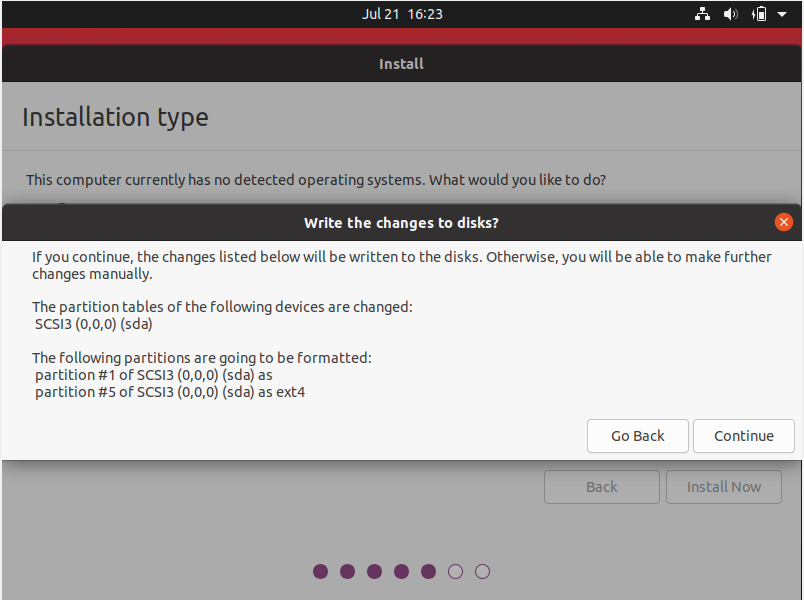 Jul 21 16:23
Install
Installation type
This computer currently has no detected operating systems. What would you like to do?
Write the changes to disks?
If you continue, the changes listed below will be written to the disks. Otherwise, you will be able to make further
changes manually.
The partition tables of the following devices are changed:
SCSI3 (0,0,0) (sda)
The following partitions are going to be formatted:
partition #1 of SCSI3 (0,0,0) (sda) as
partition #5 of SCSI3 (0,0,0) (sda) as ext4
Go Back
Continue
Back
Install Now